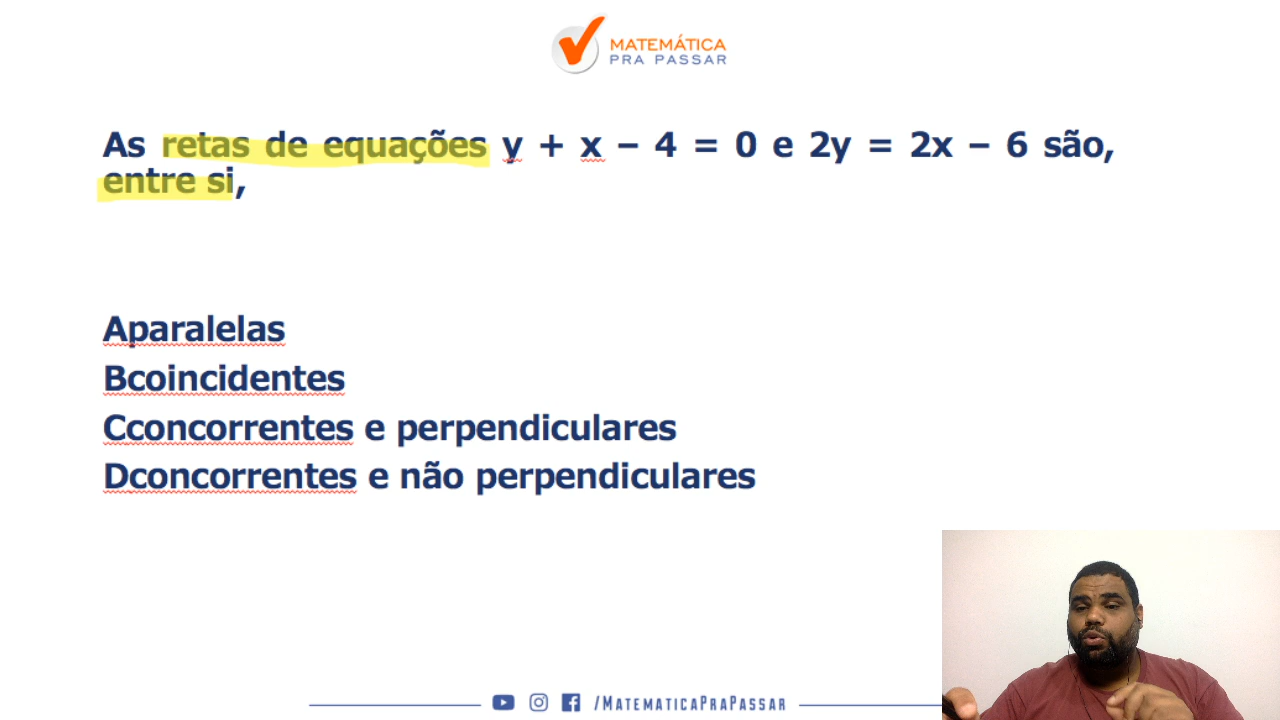 MATEMÁTICA
PRA PASSAR
As retas de equações y + x – 4 = 0 e 2y = 2x – 6 são,
entre si,
Aparalelas
Bcoincidentes
Cconcorrentes e perpendiculares
Dconcorrentes e não perpendiculares
/MATEMATICAPRAPASSAR